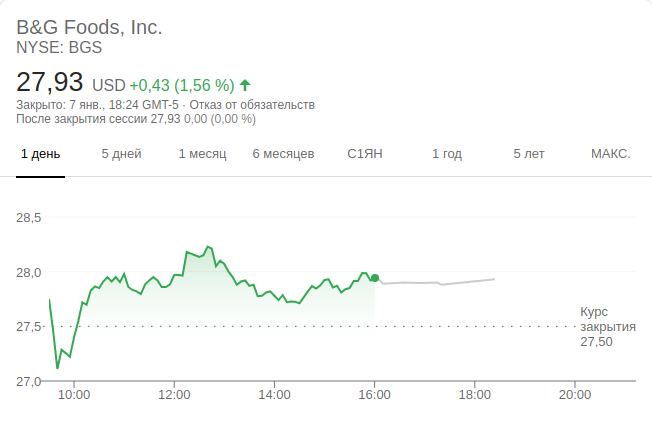 B&G Foods, Inc.
NYSE: BGS
27,93 USD +0,43 (1,56 %)
Закрыто: 7 янв., 18:24 GMT-5 · Отказ от обязательств
После закрытия сессии 27,93 0,00 (0,00 %)
1 день 5 дней 1 месяц 6 месяцев С1ЯН 1 год 5 лет МАКС.
28,5
28,0
27,5
27,0
Курс
закрытия
27,50
10:00 12:00 14:00 16:00 18:00 20:00